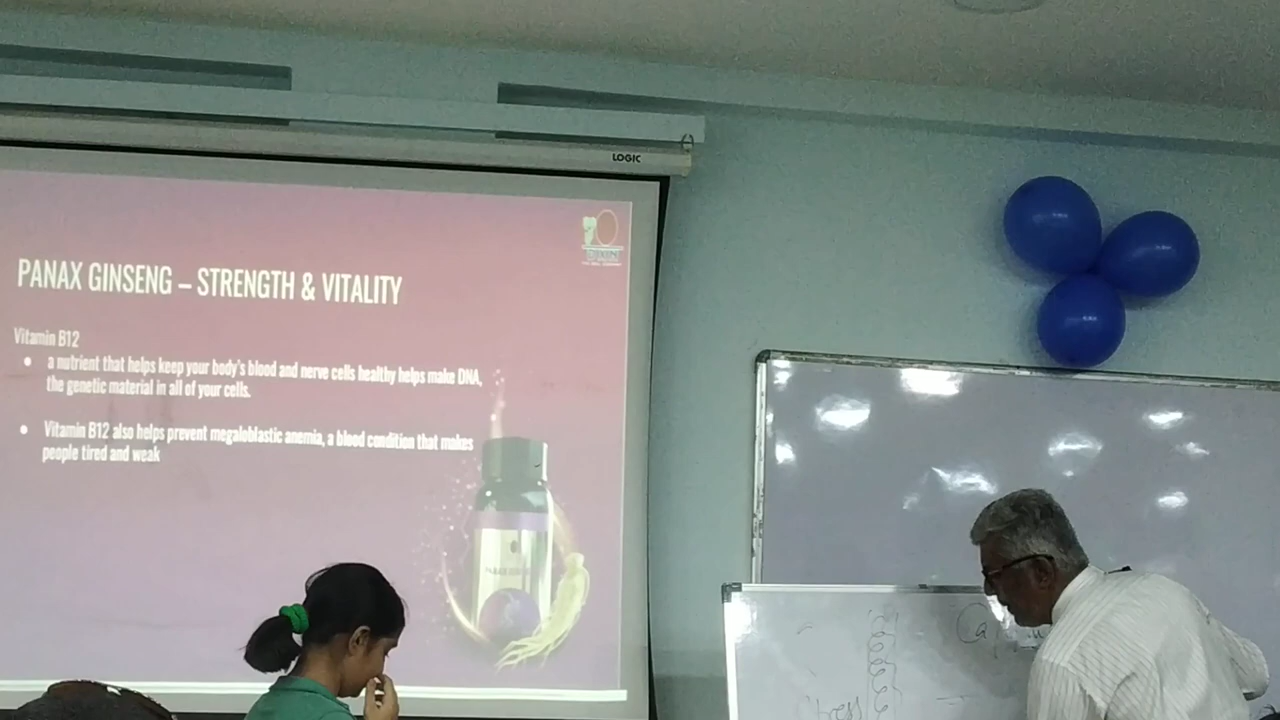 LOGIC
PANAX GINSENG – STRENGTH & VITALITY
Vitamin B12
• a nutrient that helps keep your body's blood and nerve cells healthy helps make DNA,
the genetic material in all of your cells.
• Vitamin B12 also helps prevent megaloblastic anemia, a blood condition that makes
people tired and weak
PANAX